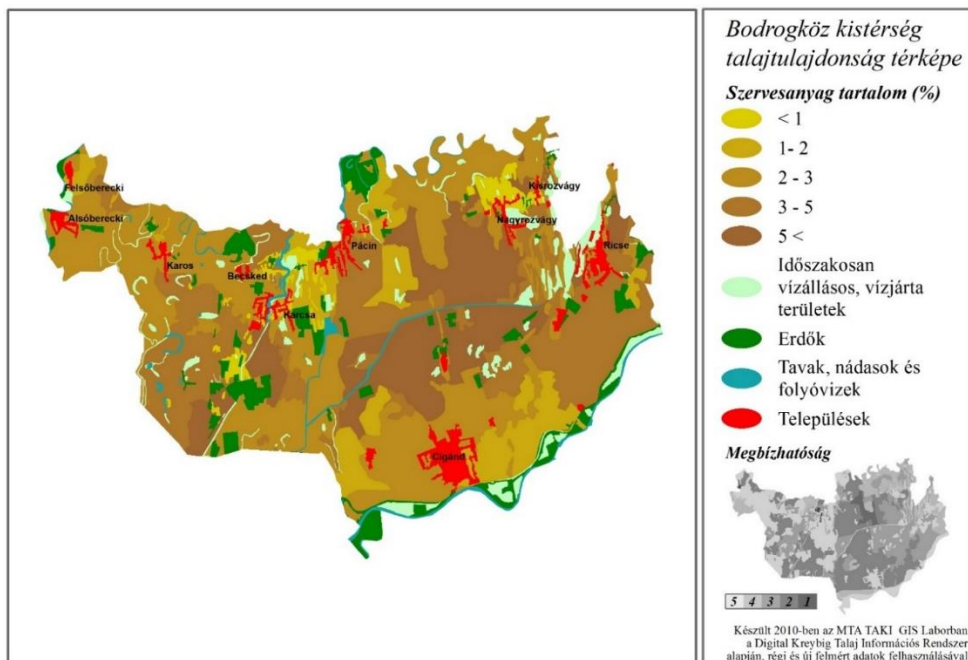 Bodrogköz kistérség
talajtulajdonság térképe
Szervesanyag tartalom (%)
< 1
1- 2
2 - 3
3 - 5
5 <
Időszakosan
vízállásos, vízjárta
területek
Erdők
Tavak, nádasok és
folyóvizek
Települések
Megbízhatóság
5 4 3 2 1
Készült 2010-ben az MTA TAKI GIS Laborban
a Digital Kreybig Talaj Információs Rendszer
alapján, régi és új felmért adatok felhasználásával
Felsőberecki
Alsóberecki
Karos
Becsked
Karcsa
Pácin
Kisrozvágy
Nagyrozvágy
Ricse
Cigánd